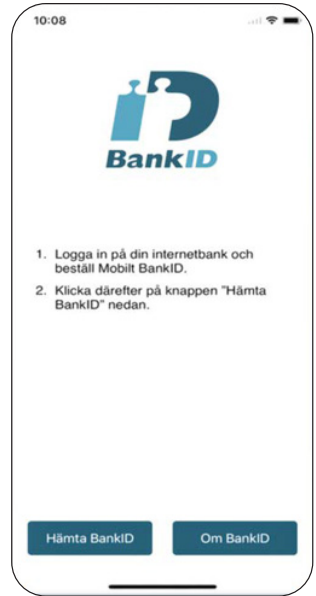 10:08
BankID
1. Logga in på din internetbank och
beställ Mobilt BankID.
2. Klicka därefter på knappen "Hämta
BankID" nedan.
Hämta BankID
Om BankID